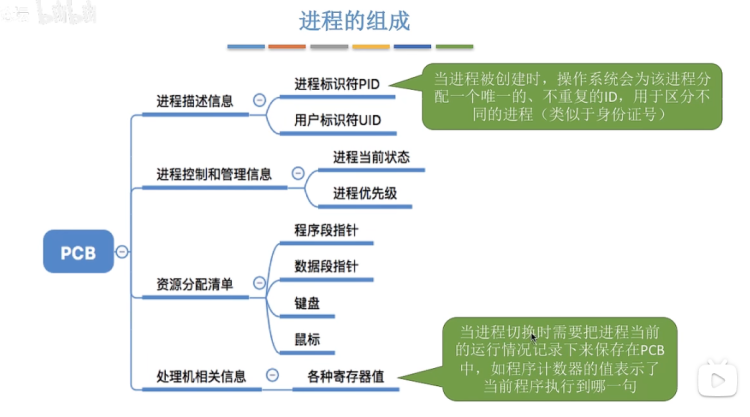 进程的组成
进程描述信息
进程标识符PID
用户标识符UID
当进程被创建时，操作系统会为该进程分
配一个唯一的、不重复的ID，用于区分不
同的进程（类似于身份证号）
进程控制和管理信息
进程当前状态
进程优先级
PCB
资源分配清单
程序段指针
数据段指针
键盘
鼠标
处理机相关信息
各种寄存器值
当进程切换时需要把进程当前
的运行情况记录下来保存在PCB
中，如程序计数器的值表示了
当前程序执行到哪一句